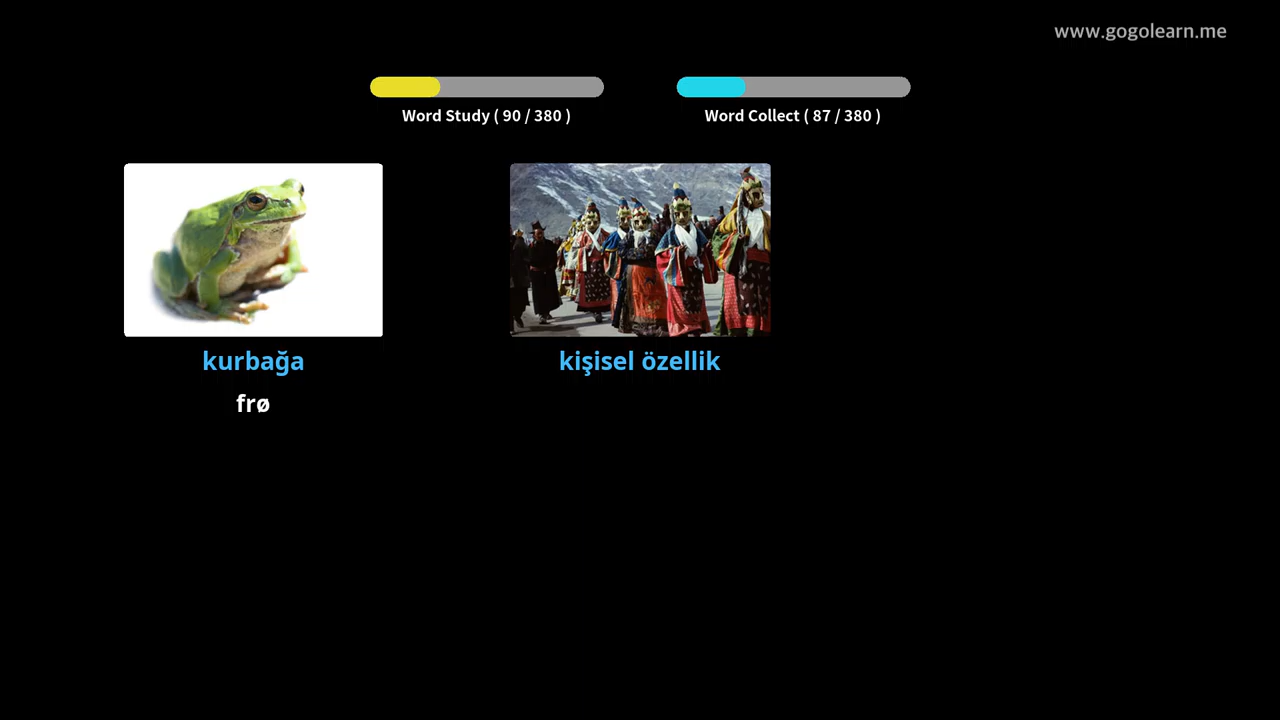 www.gogolearn.me
Word Study ( 90 / 380 )
Word Collect ( 87 / 380 )
kurbağa
frø
kişisel özellik